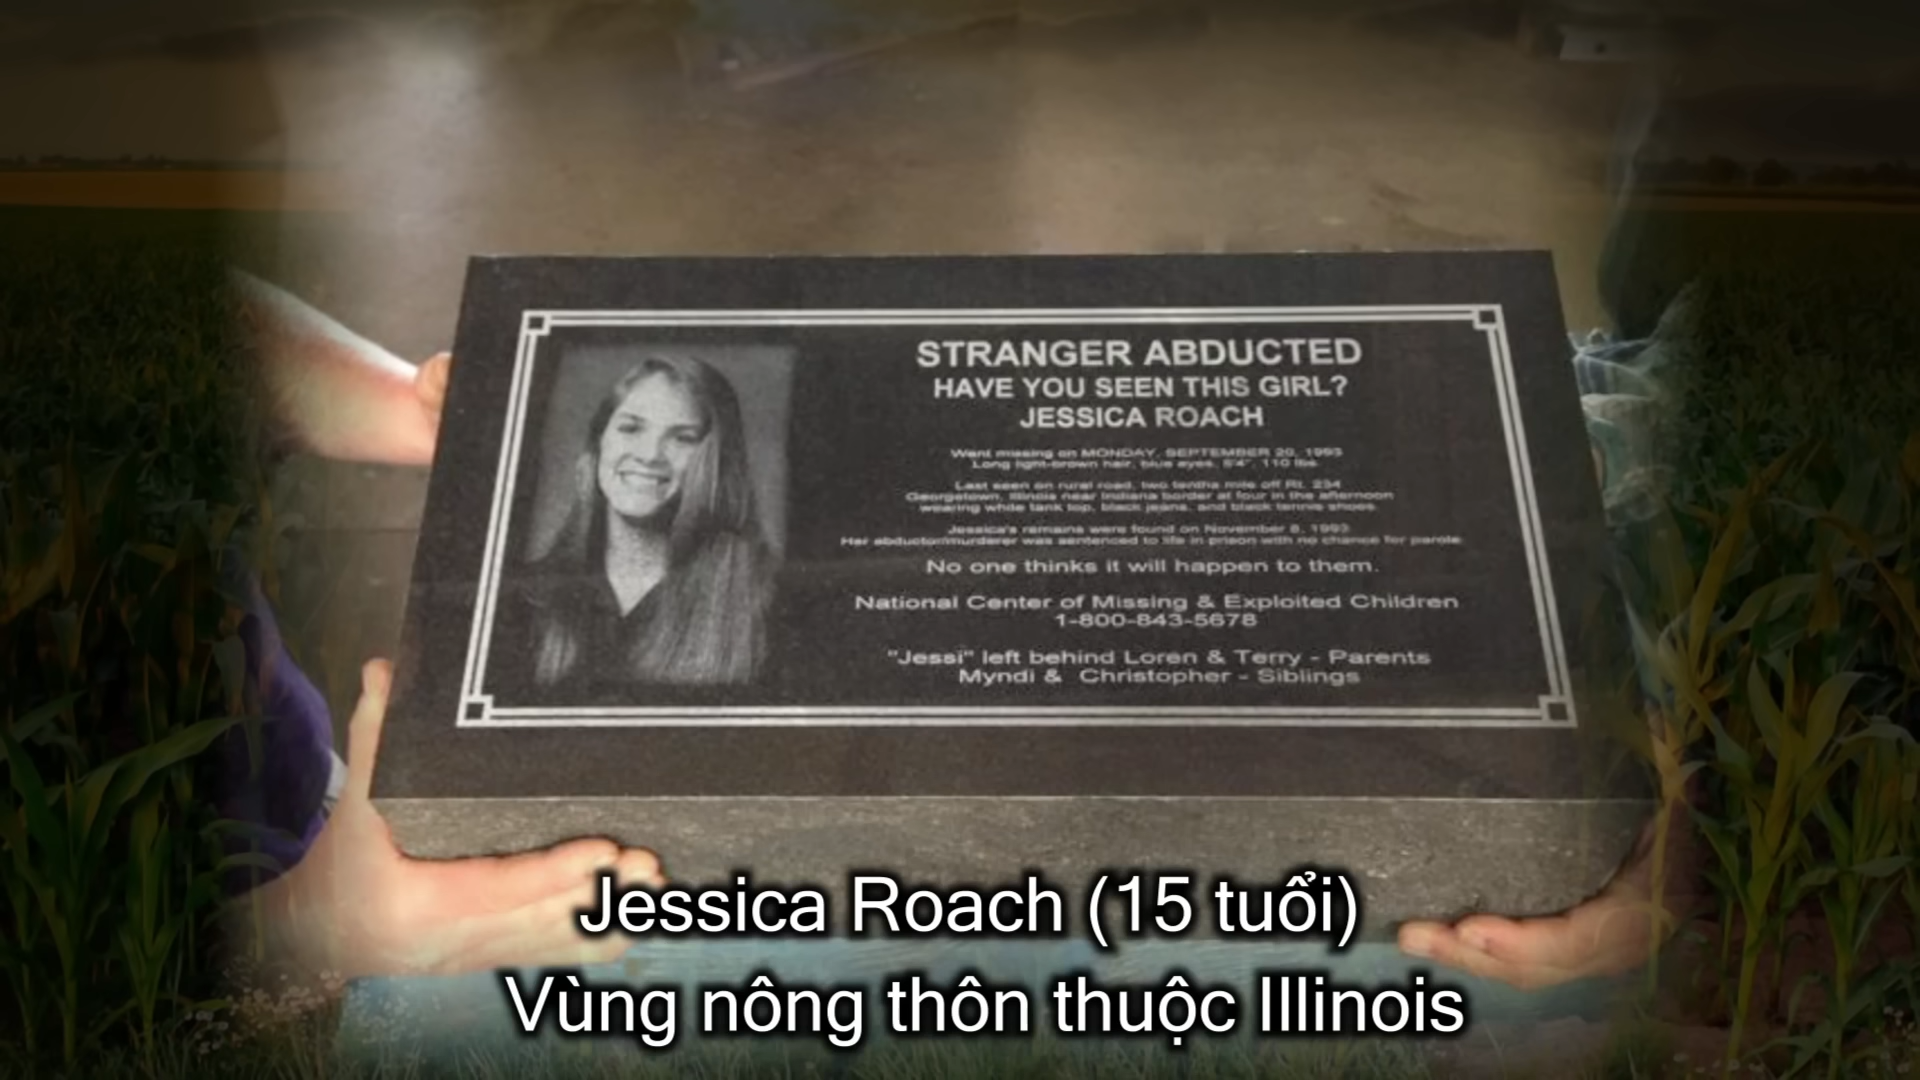 STRANGER ABDUCTED
HAVE YOU SEEN THIS GIRL?
JESSICA ROACH
Went missing on MONDAY, SEPTEMBER 20, 1993
Long light-brown hair, blue eyes, 5'4", 110 lbs.
Last seen on rural road, two tenths mile off Rt. 234
Georgetown, Illinois near Indiana border at four in the afternoon
wearing white tank top, black jeans, and black tennis shoes.
Jessica's remains were found on November 8, 1993
Her abductor/murderer was sentenced to life in prison with no chance for parole.
No one thinks it will happen to them.
National Center of Missing & Exploited Children
1-800-843-5678
"Jessi" left behind Loren & Terry - Parents
Myndi & Christopher - Siblings
Jessica Roach (15 tuổi)
Vùng nông thôn thuộc Illinois